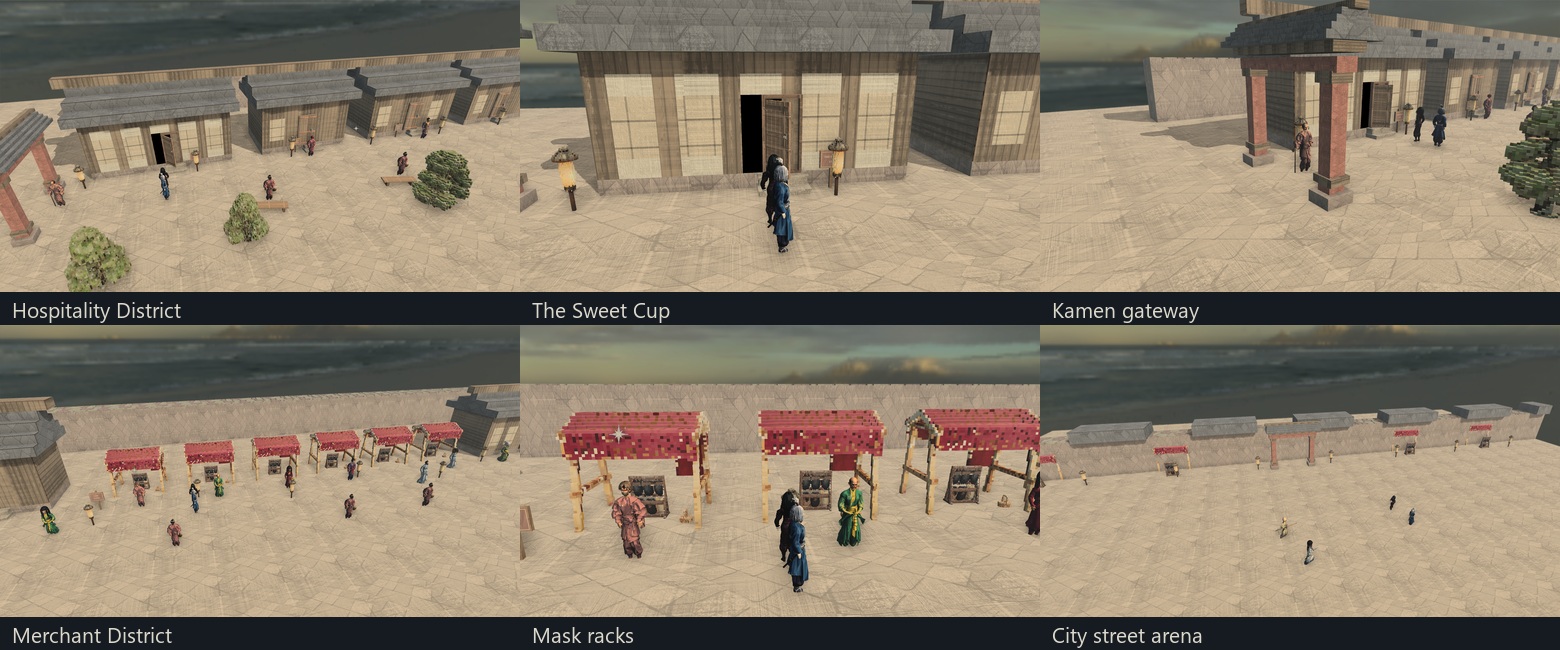 Hospitality District
The Sweet Cup
Kamen gateway
Merchant District
Mask racks
City street arena